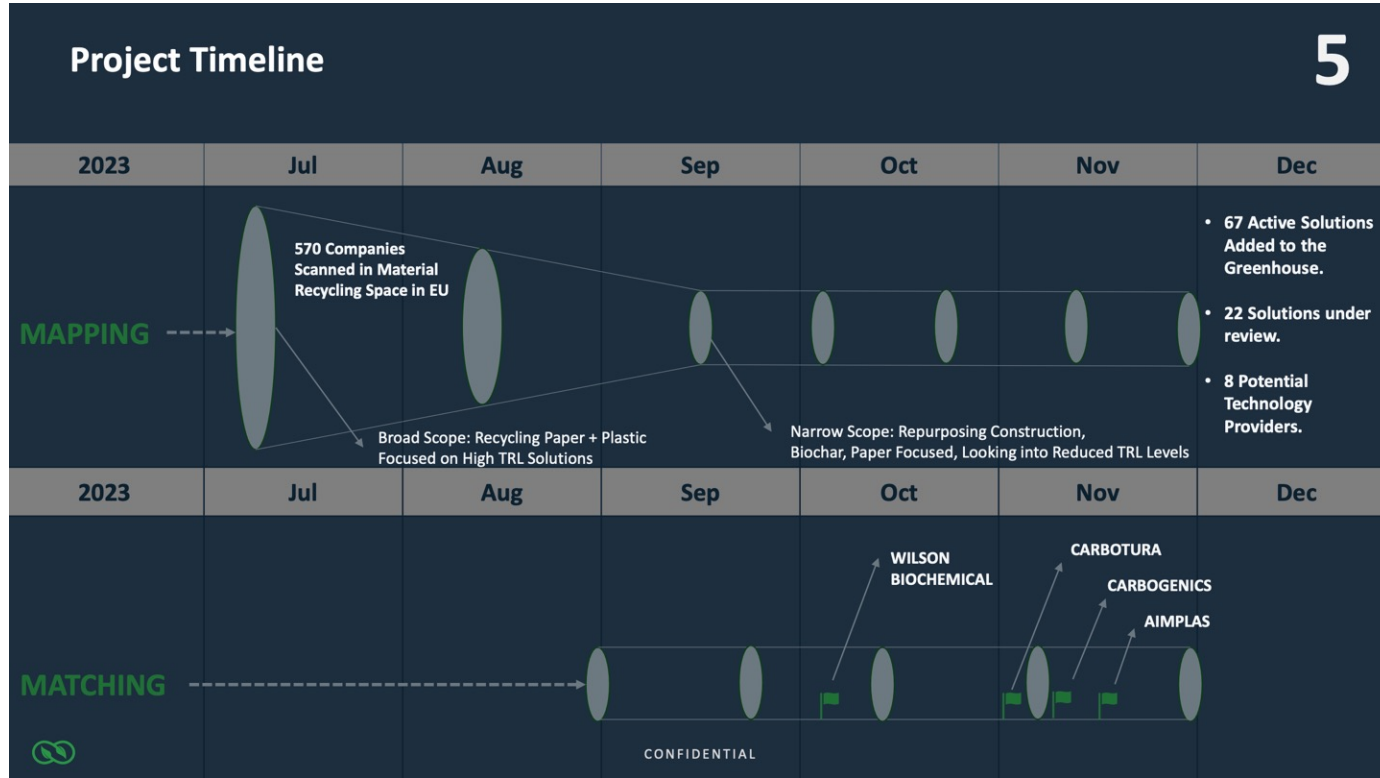 Project Timeline
5
2023 Jul Aug Sep Oct Nov Dec
570 Companies
Scanned in Material
Recycling Space in EU
MAPPING
Broad Scope: Recycling Paper + Plastic
Focused on High TRL Solutions
Narrow Scope: Repurposing Construction,
Biochar, Paper Focused, Looking into Reduced TRL Levels
• 67 Active Solutions
Added to the
Greenhouse.
• 22 Solutions under
review.
• 8 Potential
Technology
Providers.
2023 Jul Aug Sep Oct Nov Dec
MATCHING
WILSON
BIOCHEMICAL
CARBOTURA
CARBOGENICS
AIMPLAS
CONFIDENTIAL